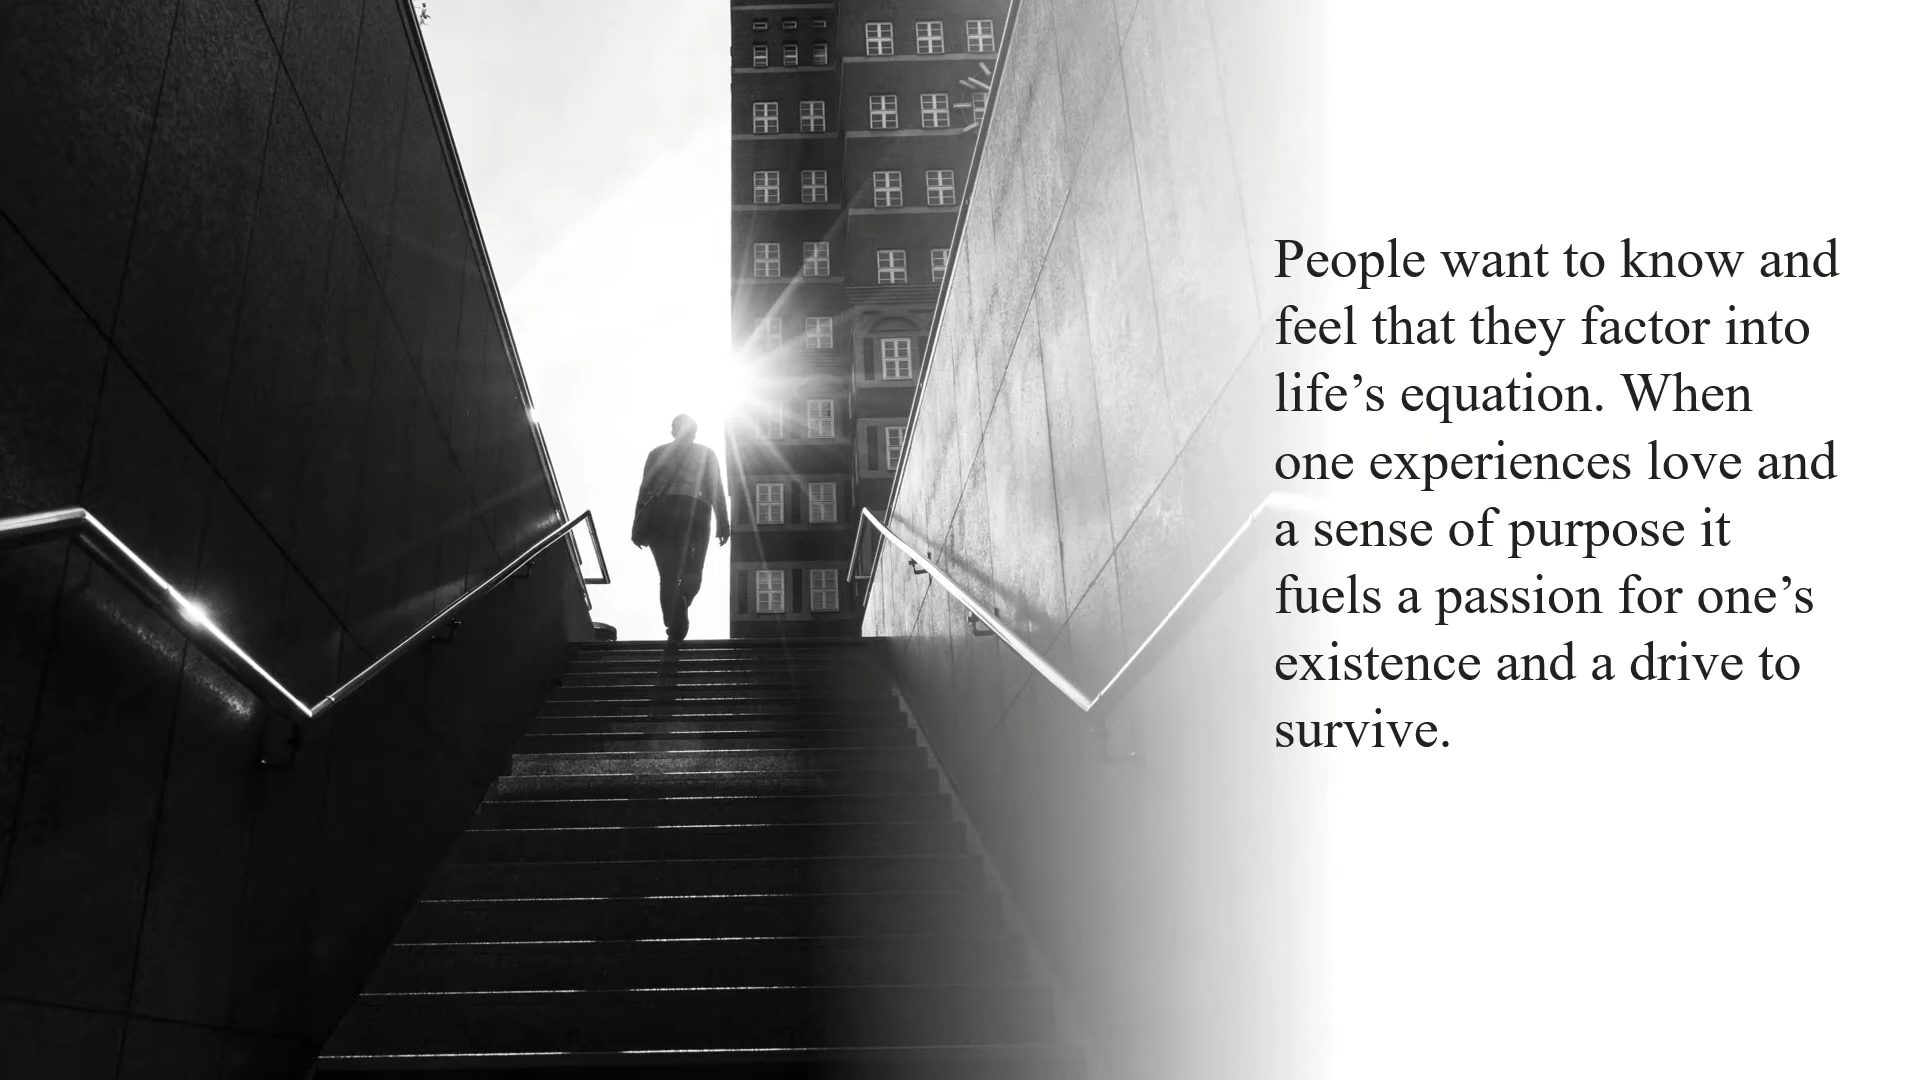 People want to know and
feel that they factor into
life’s equation. When
one experiences love and
a sense of purpose it
fuels a passion for one’s
existence and a drive to
survive.